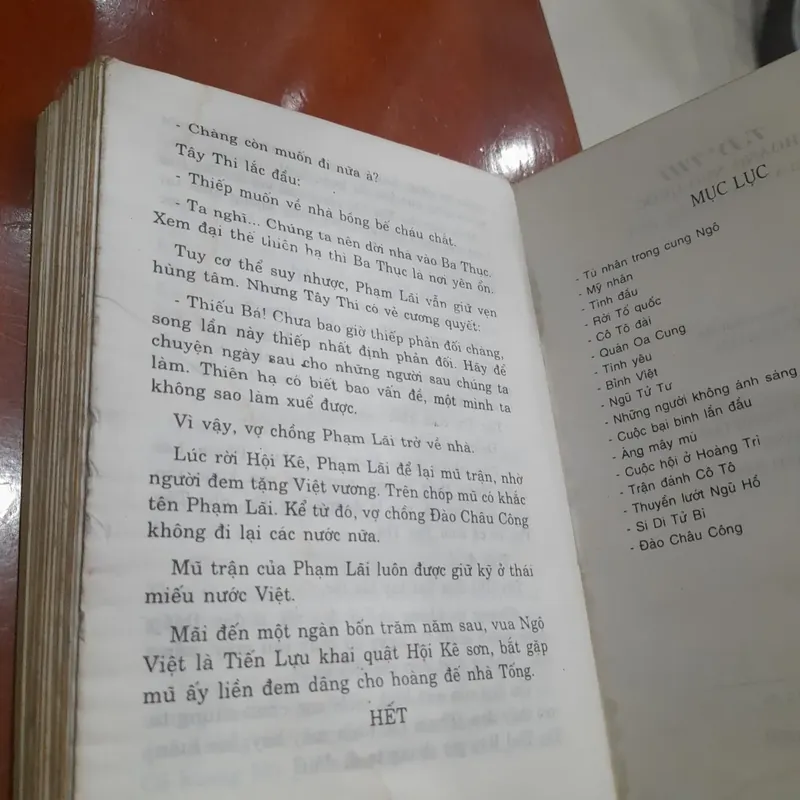 - Chàng còn muốn đi nữa à?
Tây Thi lắc đầu:
- Thiếp muốn về nhà bồng bế cháu chắt.
- Ta nghĩ... Chúng ta nên dời nhà vào Ba Thục.
Xem đại thế thiên hạ thì Ba Thục là nơi yên ổn.
Tuy cơ thể suy nhược, Phạm Lãi vẫn giữ vẹn
hùng tâm. Nhưng Tây Thi có vẻ cương quyết:
- Thiếu Bá! Chưa bao giờ thiếp phản đối chàng,
song lần này thiếp nhất định phản đối. Hãy để
chuyện ngày sau cho những người sau chúng ta
làm. Thiên hạ có biết bao vấn đề, một mình ta
không sao làm xuể được.
Vì vậy, vợ chồng Phạm Lãi trở về nhà.
Lúc rời Hội Kê, Phạm Lãi để lại mũ trận, nhờ
người đem tặng Việt vương. Trên chóp mũ có khắc
tên Phạm Lãi. Kể từ đó, vợ chồng Đào Châu Công
không đi lại các nước nữa.
Mũ trận của Phạm Lãi luôn được giữ kỹ ở thái
miếu nước Việt.
Mãi đến một ngàn bốn trăm năm sau, vua Ngô
Việt là Tiến Lựu khai quật Hội Kê sơn, bắt gặp
mũ ấy liền đem dâng cho hoàng đế nhà Tống.
HẾT
MỤC LỤC
- Tù nhân trong cung Ngô
- Mỹ nhân
- Tình đầu
- Rời Tổ quốc
- Cô Tô đài
- Quán Oa Cung
- Tình yêu
- Bình Việt
- Ngũ Tử Tư
- Những người không ánh sáng
- Cuộc bại binh lần đầu
- Áng mây mù
- Cuộc hội ở Hoàng Trì
- Trận đánh Cô Tô
- Thuyền lướt Ngũ Hồ
- Si Di Tử Bì
- Đào Châu Công